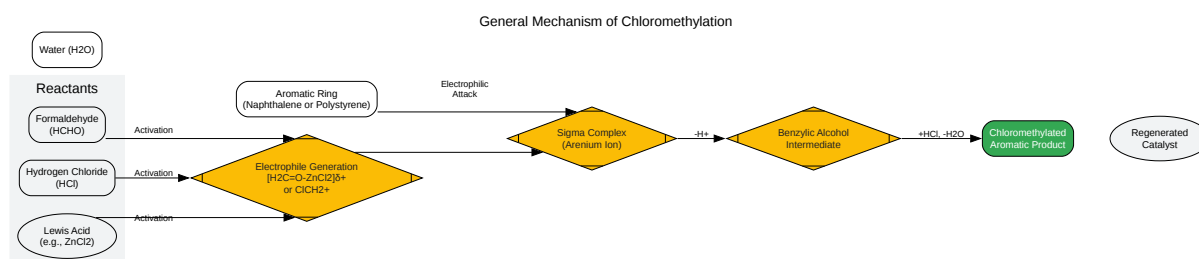 General Mechanism of Chloromethylation
Water (H2O)
Reactants
Formaldehyde
(HCHO)
Hydrogen Chloride
(HCl)
Lewis Acid
(e.g., ZnCl2)
Activation
Activation
Activation
Aromatic Ring
(Naphthalene or Polystyrene)
Electrophile Generation
[H2C=O-ZnCl2]δ+
or ClCH2+
Electrophilic
Attack
Sigma Complex
(Arenium Ion)
-H+
Benzylic Alcohol
Intermediate
+HCl, -H2O
Chloromethylated
Aromatic Product
Regenerated
Catalyst